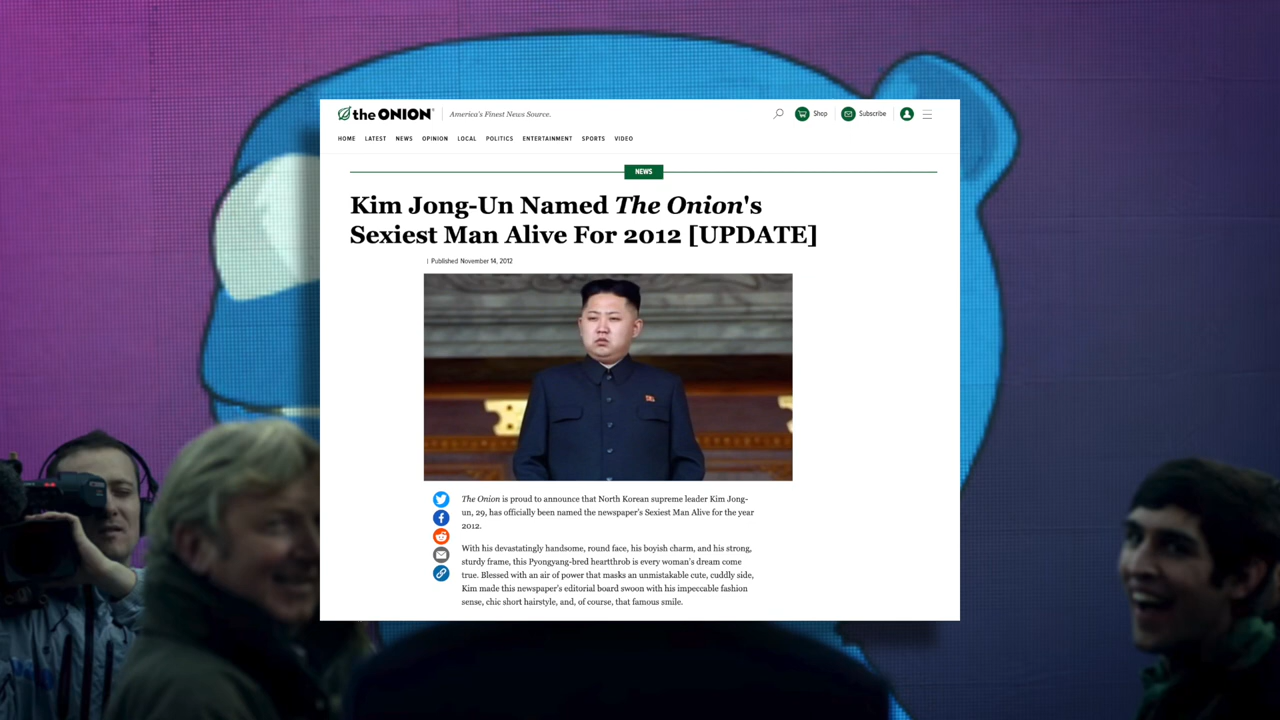 the ONION® America's Finest News Source.
Shop Subscribe
HOME LATEST NEWS OPINION LOCAL POLITICS ENTERTAINMENT SPORTS VIDEO
NEWS
Kim Jong-Un Named The Onion's
Sexiest Man Alive For 2012 [UPDATE]
| Published November 14, 2012
The Onion is proud to announce that North Korean supreme leader Kim Jong-
un, 29, has officially been named the newspaper's Sexiest Man Alive for the year
2012.
With his devastatingly handsome, round face, his boyish charm, and his strong,
sturdy frame, this Pyongyang-bred heartthrob is every woman's dream come
true. Blessed with an air of power that masks an unmistakable cute, cuddly side,
Kim made this newspaper's editorial board swoon with his impeccable fashion
sense, chic short hairstyle, and, of course, that famous smile.